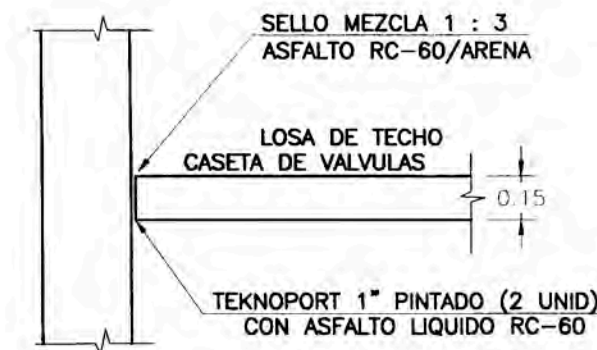 SELLO MEZCLA 1 : 3
ASFALTO RC-60/ARENA
LOSA DE TECHO
CASETA DE VALVULAS
0.15
TEKNOPORT 1" PINTADO (2 UNID)
CON ASFALTO LIQUIDO RC-60